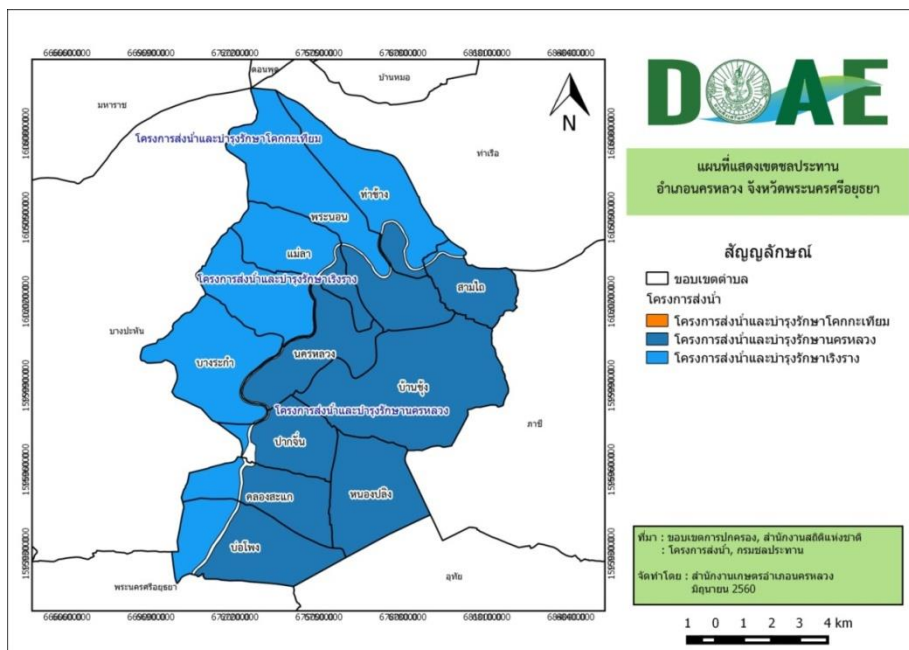 DOAE
แผนที่แสดงเขตชลประทาน
อำเภอนครหลวง จังหวัดพระนครศรีอยุธยา
สัญญลักษณ์
ขอบเขตตำบล
โครงการส่งน้ำ
โครงการส่งน้ำและบำรุงรักษาโคกกะเทียม
โครงการส่งน้ำและบำรุงรักษานครหลวง
โครงการส่งน้ำและบำรุงรักษาเริงราง
ดอนพุด
บ้านหมอ
มหาราช
N
โครงการส่งน้ำและบำรุงรักษาโคกกะเทียม
ท่าเรือ
ท่าช้าง
พระนอน
แม่ลา
โครงการส่งน้ำและบำรุงรักษาเริงราง
สามไถ
บางปะหัน
บางระกำ
นครหลวง
บ้านชุ้ง
โครงการส่งน้ำและบำรุงรักษานครหลวง
ภาชี
ปากจั่น
คลองสะแก
หนองปลิง
บ่อโพง
พระนครศรีอยุธยา
อุทัย
ที่มา : ขอบเขตการปกครอง, สำนักงานสถิติแห่งชาติ
: โครงการส่งน้ำ, กรมชลประทาน
จัดทำโดย : สำนักงานเกษตรอำเภอนครหลวง
มิถุนายน 2560
1 0 1 2 3 4 km